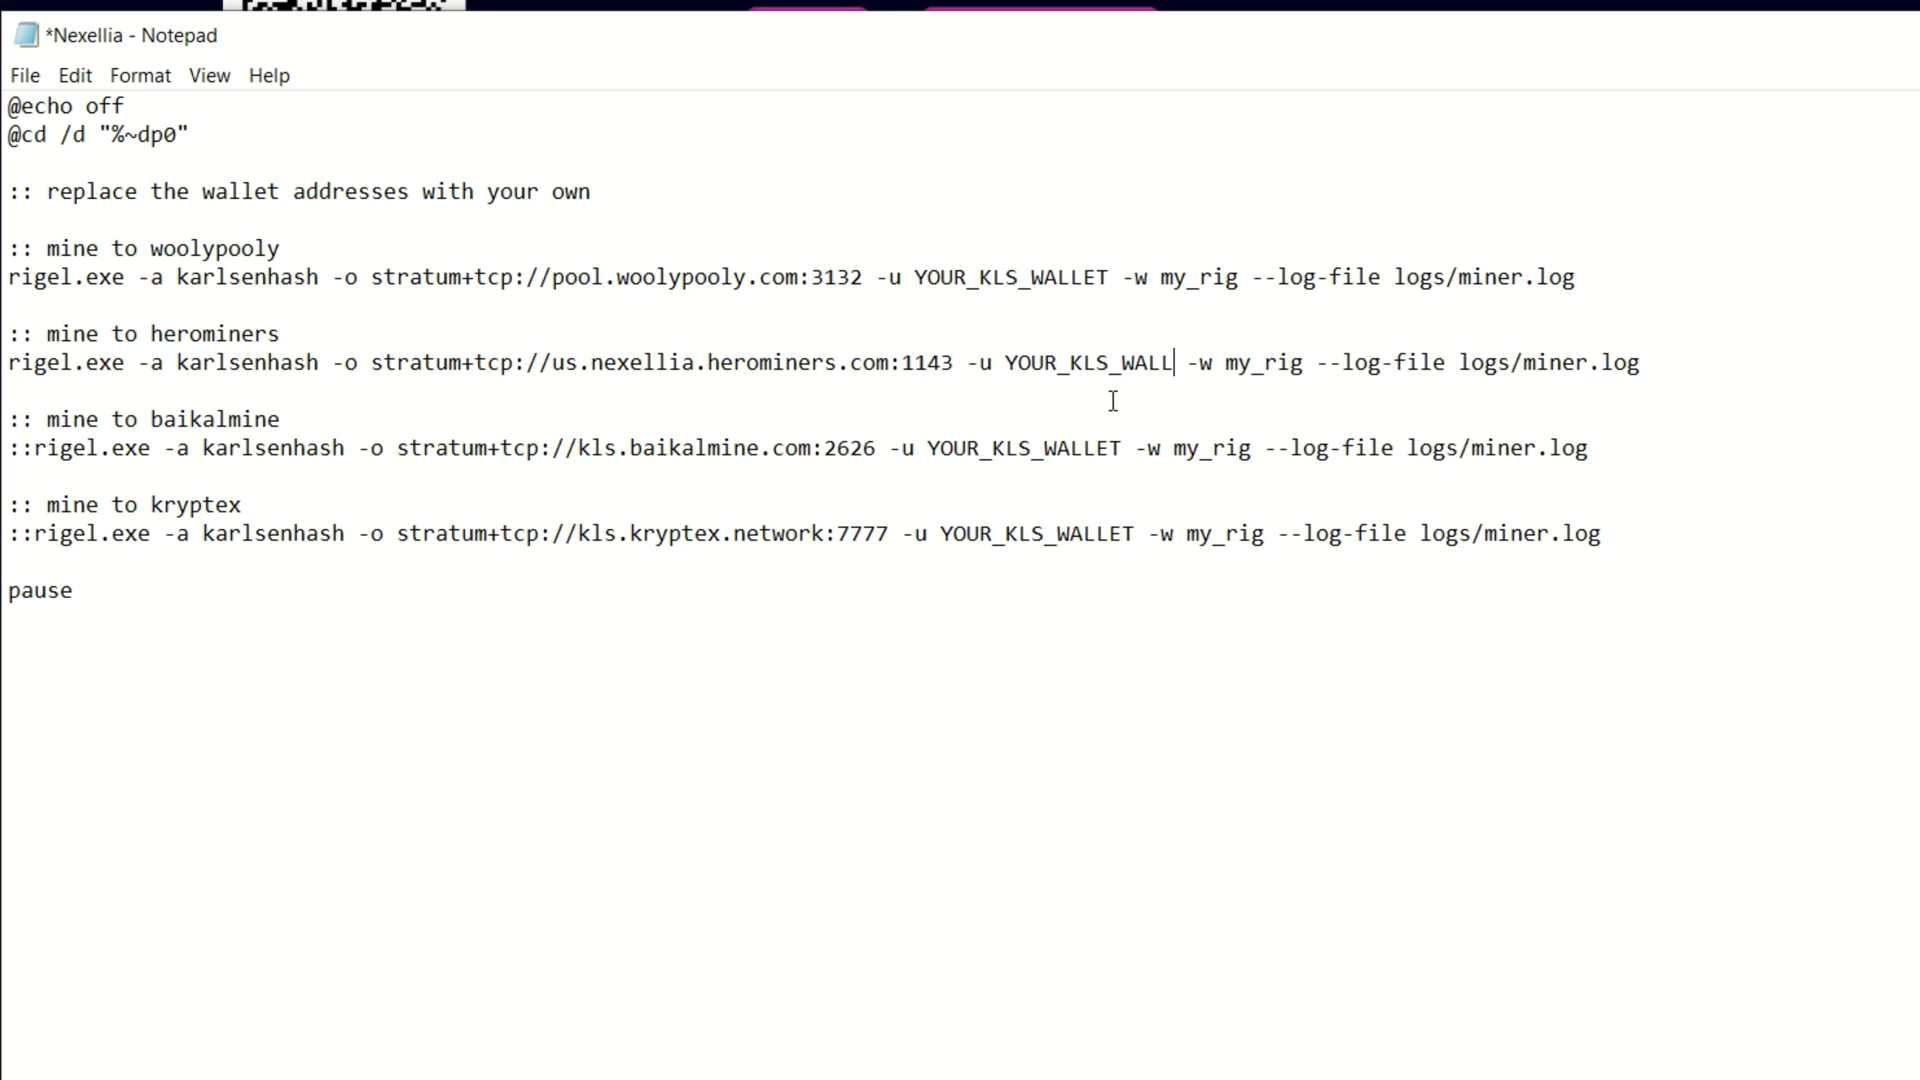 *Nexellia - Notepad
File Edit Format View Help
@echo off
@cd /d "%~dp0"
:: replace the wallet addresses with your own
:: mine to woolypooly
rigel.exe -a karlsenhash -o stratum+tcp://pool.woolypooly.com:3132 -u YOUR_KLS_WALLET -w my_rig --log-file logs/miner.log
:: mine to herominers
rigel.exe -a karlsenhash -o stratum+tcp://us.nexellia.herominers.com:1143 -u YOUR_KLS_WALL -w my_rig --log-file logs/miner.log
:: mine to baikalmine
::rigel.exe -a karlsenhash -o stratum+tcp://kls.baikalmine.com:2626 -u YOUR_KLS_WALLET -w my_rig --log-file logs/miner.log
:: mine to kryptex
::rigel.exe -a karlsenhash -o stratum+tcp://kls.kryptex.network:7777 -u YOUR_KLS_WALLET -w my_rig --log-file logs/miner.log
pause